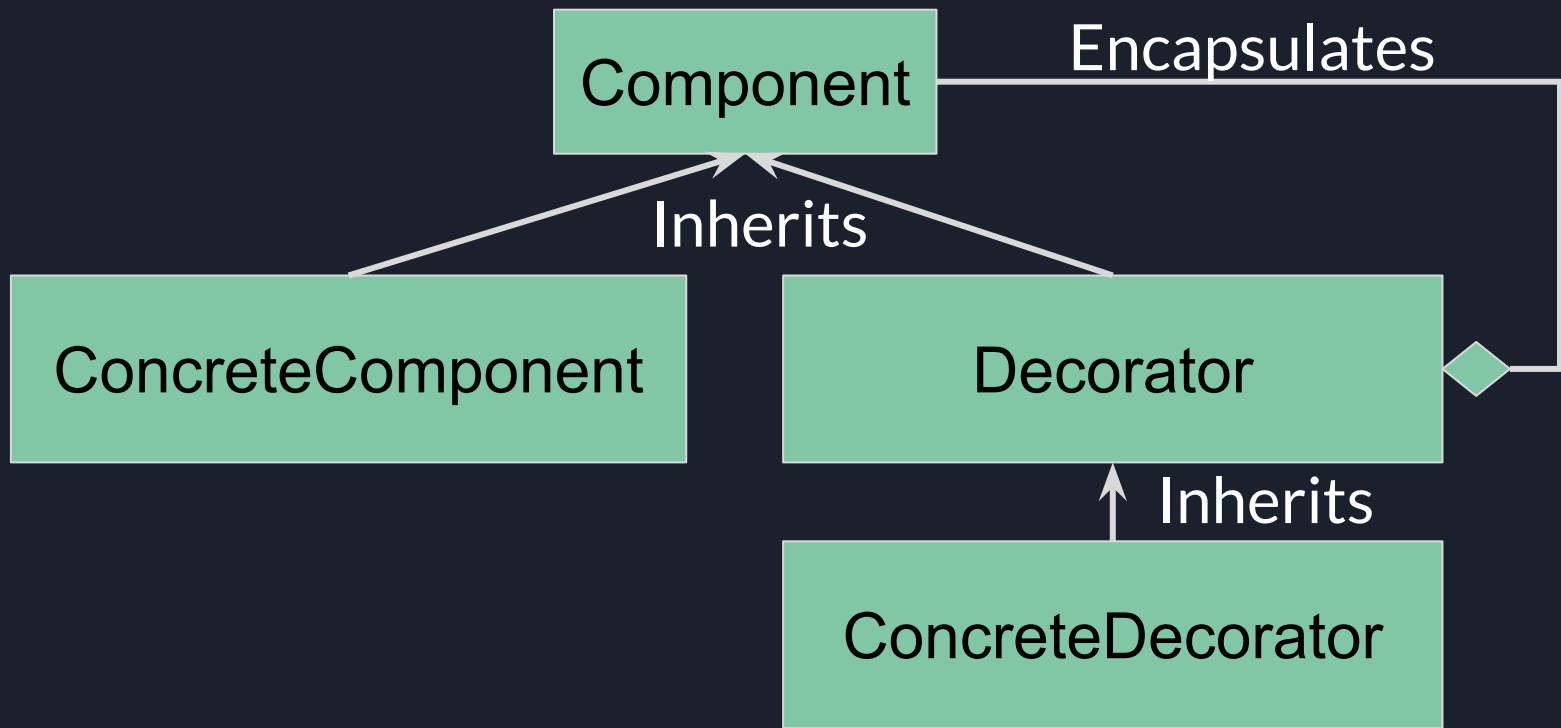 Component
Encapsulates
Inherits
ConcreteComponent
Decorator
Inherits
ConcreteDecorator